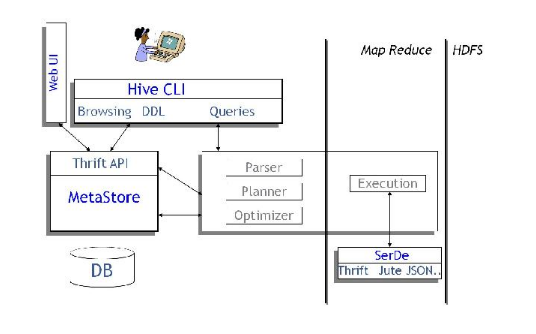 Map Reduce HDFS
Web UI
Hive CLI
Browsing DDL Queries
Thrift API
MetaStore
Parser
Planner
Optimizer
Execution
SerDe
Thrift Jute JSON..
DB